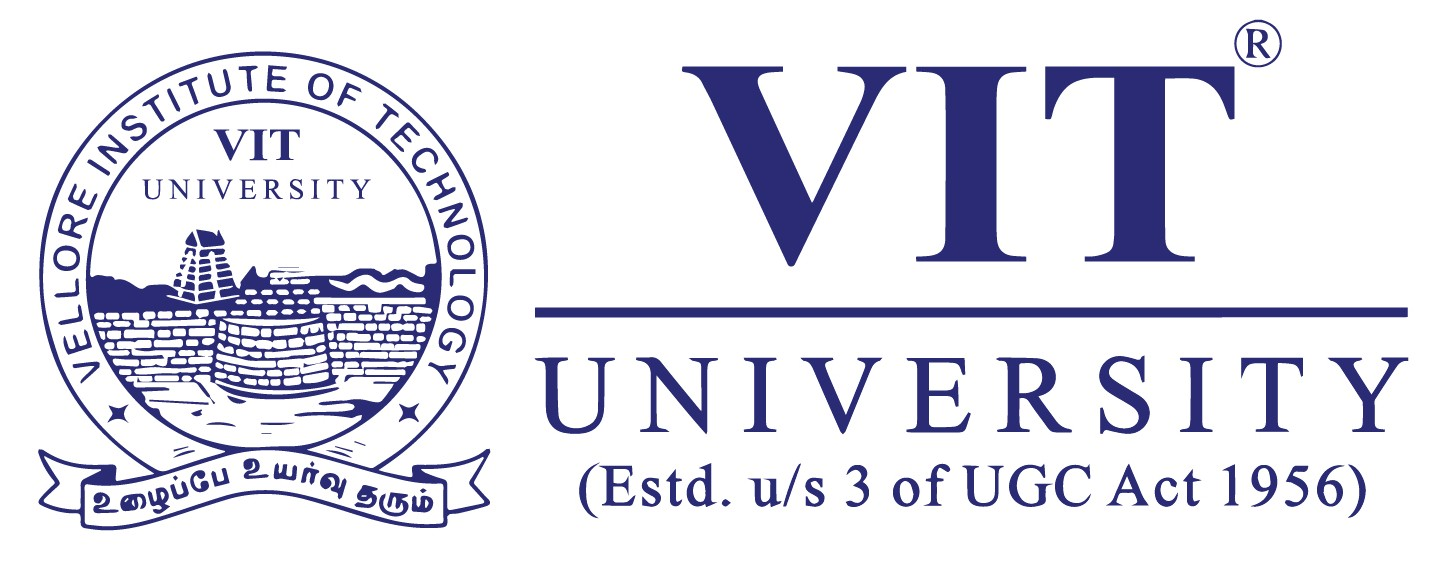 VELLORE INSTITUTE OF TECHNOLOGY
VIT
UNIVERSITY
உழைப்பே உயர்வு தரும்
VIT®
UNIVERSITY
(Estd. u/s 3 of UGC Act 1956)